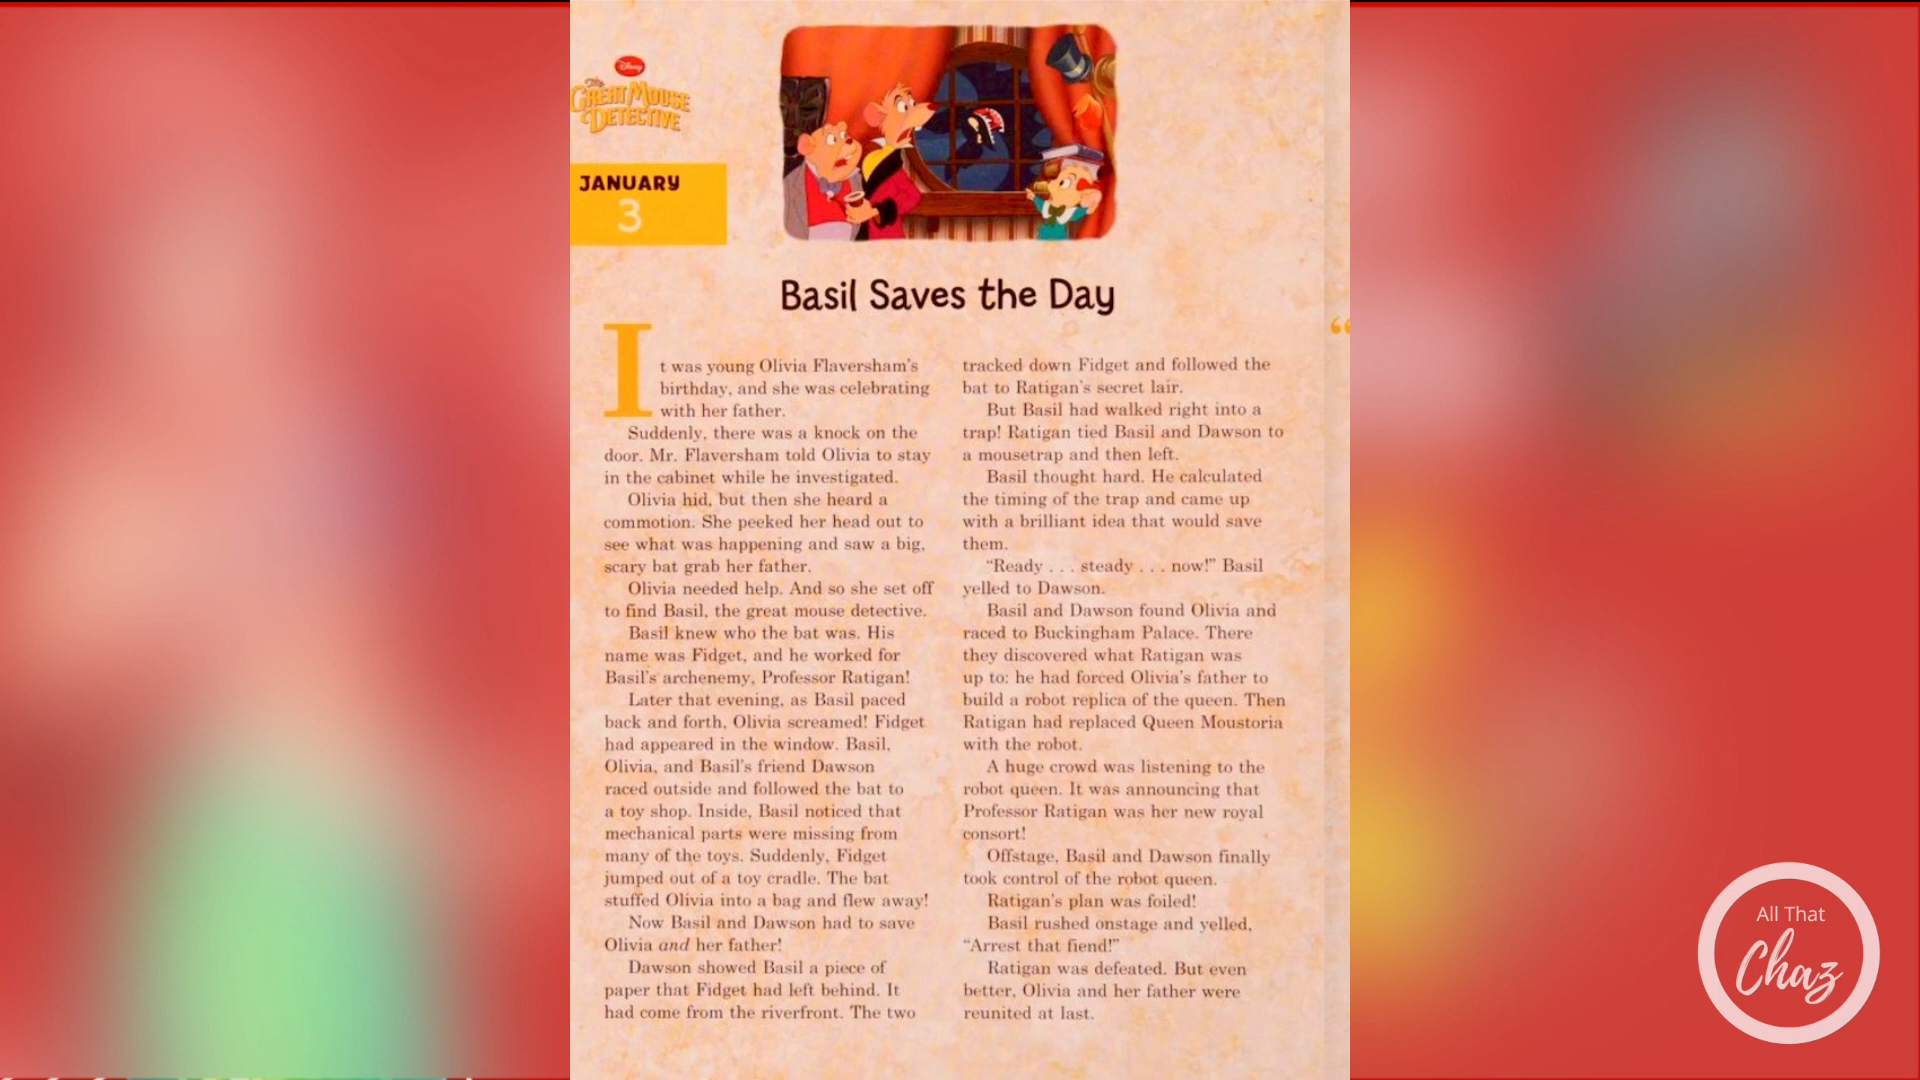 Disney
The
GREAT MOUSE
DETECTIVE
JANUARY
3
Basil Saves the Day
It was young Olivia Flaversham's
birthday, and she was celebrating
with her father.
Suddenly, there was a knock on the
door. Mr. Flaversham told Olivia to stay
in the cabinet while he investigated.
Olivia hid, but then she heard a
commotion. She peeked her head out to
see what was happening and saw a big,
scary bat grab her father.
Olivia needed help. And so she set off
to find Basil, the great mouse detective.
Basil knew who the bat was. His
name was Fidget, and he worked for
Basil's archenemy, Professor Ratigan!
Later that evening, as Basil paced
back and forth, Olivia screamed! Fidget
had appeared in the window. Basil,
Olivia, and Basil's friend Dawson
raced outside and followed the bat to
a toy shop. Inside, Basil noticed that
mechanical parts were missing from
many of the toys. Suddenly, Fidget
jumped out of a toy cradle. The bat
stuffed Olivia into a bag and flew away!
Now Basil and Dawson had to save
Olivia and her father!
Dawson showed Basil a piece of
paper that Fidget had left behind. It
had come from the riverfront. The two
tracked down Fidget and followed the
bat to Ratigan's secret lair.
But Basil had walked right into a
trap! Ratigan tied Basil and Dawson to
a mousetrap and then left.
Basil thought hard. He calculated
the timing of the trap and came up
with a brilliant idea that would save
them.
“Ready . . . steady . . . now!” Basil
yelled to Dawson.
Basil and Dawson found Olivia and
raced to Buckingham Palace. There
they discovered what Ratigan was
up to: he had forced Olivia's father to
build a robot replica of the queen. Then
Ratigan had replaced Queen Moustoria
with the robot.
A huge crowd was listening to the
robot queen. It was announcing that
Professor Ratigan was her new royal
consort!
Offstage, Basil and Dawson finally
took control of the robot queen.
Ratigan's plan was foiled!
Basil rushed onstage and yelled,
“Arrest that fiend!”
Ratigan was defeated. But even
better, Olivia and her father were
reunited at last.
“
All That
Chaz